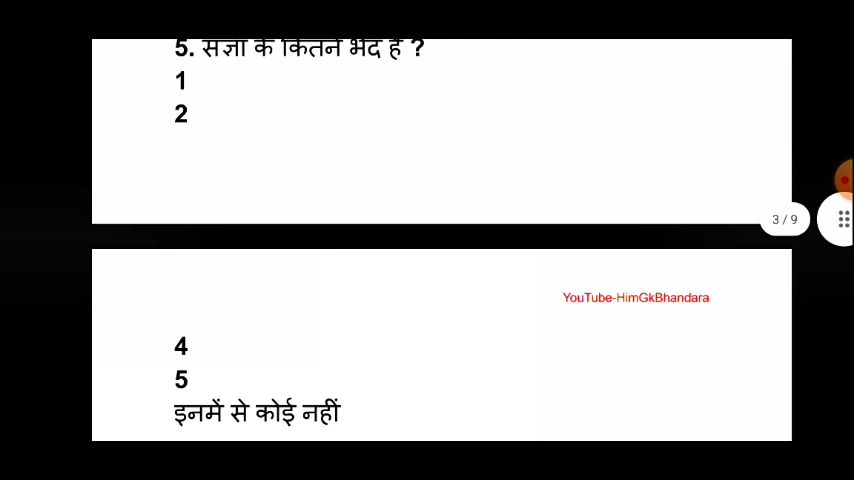 5. संज्ञा के कितने भेद हैं ?
1
2
3 / 9
YouTube-HimGkBhandara
4
5
इनमें से कोई नहीं